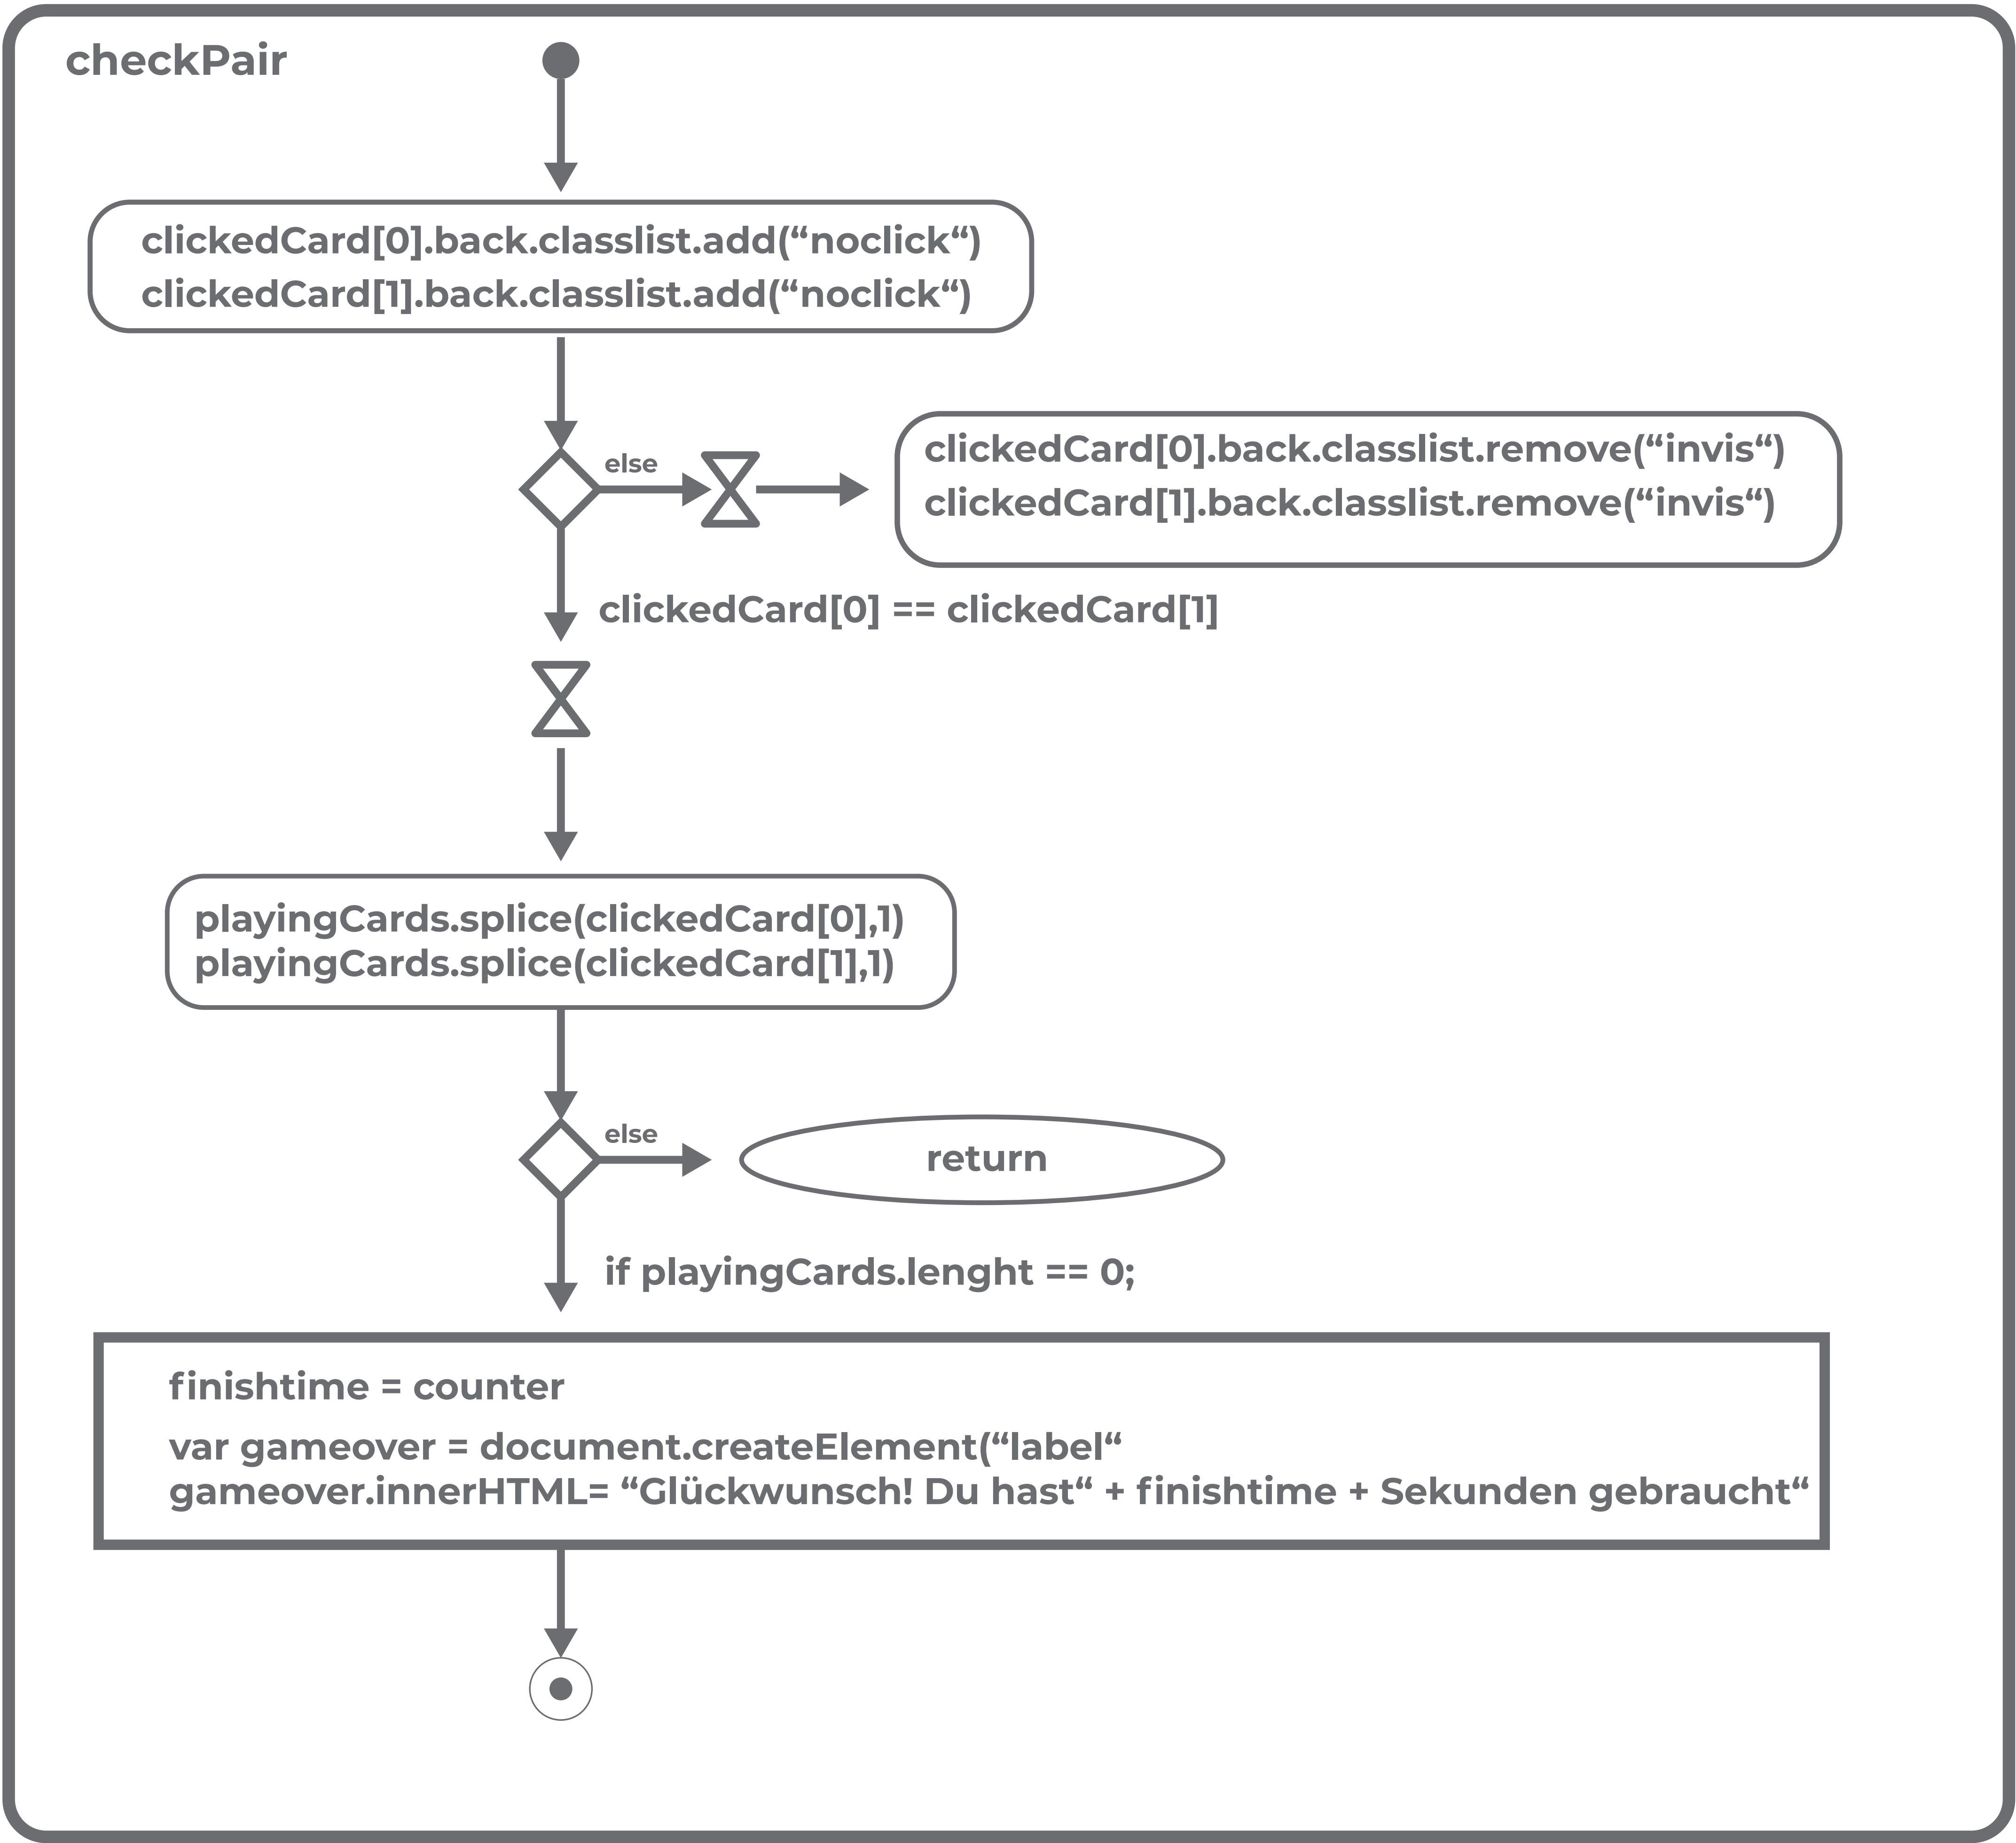 checkPair
clickedCard[0].back.classlist.add(“noclick“)
clickedCard[1].back.classlist.add(“noclick“)
else
clickedCard[0].back.classlist.remove(“invis“)
clickedCard[1].back.classlist.remove(“invis“)
clickedCard[0] == clickedCard[1]
playingCards.splice(clickedCard[0],1)
playingCards.splice(clickedCard[1],1)
else
return
if playingCards.lenght == 0;
finishtime = counter
var gameover = document.createElement(“label“
gameover.innerHTML= “Glückwunsch! Du hast“ + finishtime + Sekunden gebraucht“